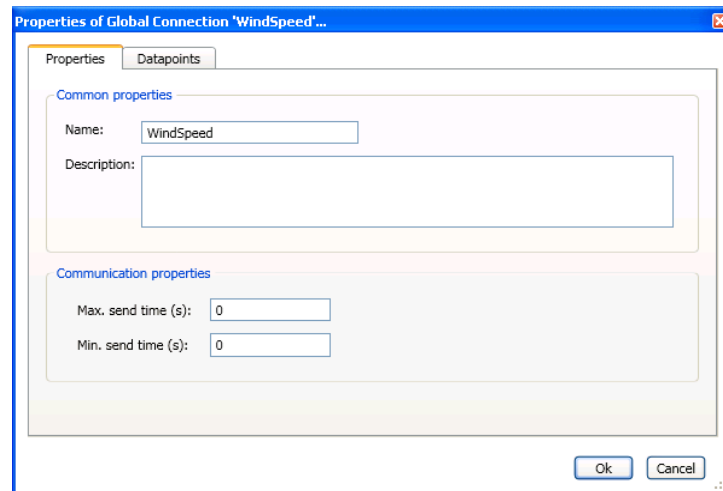 Properties of Global Connection 'WindSpeed'...
Properties Datapoints
Common properties
Name: WindSpeed
Description:
Communication properties
Max. send time (s): 0
Min. send time (s): 0
Ok Cancel